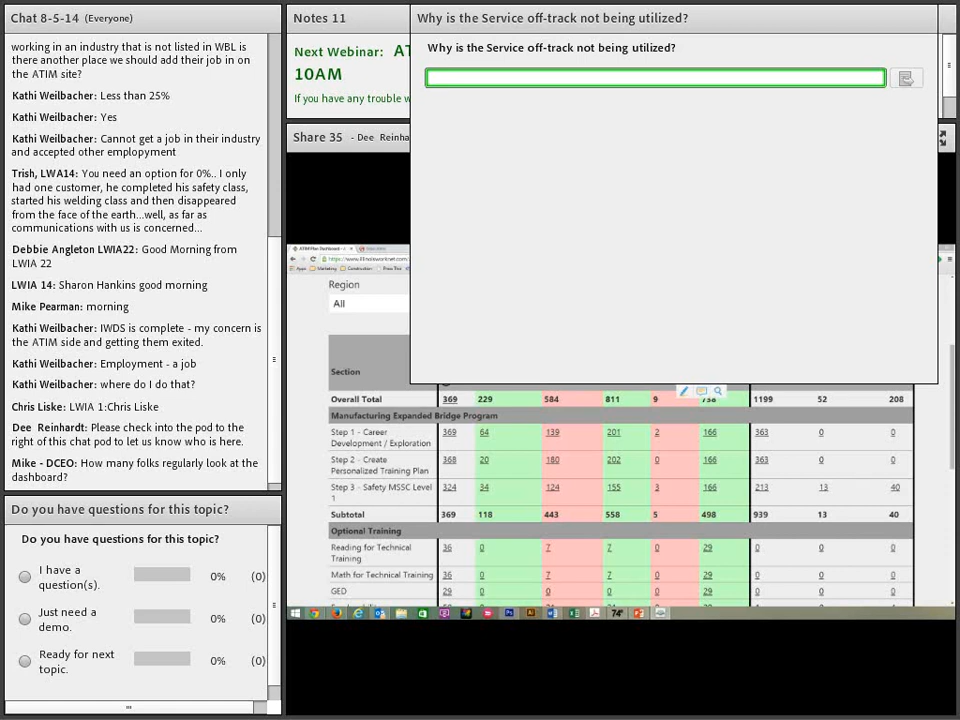 Chat 8-5-14 (Everyone)
working in an industry that is not listed in WBL is
there another place we should add their job in on
the ATIM site?
Kathi Weilbacher: Less than 25%
Kathi Weilbacher: Yes
Kathi Weilbacher: Cannot get a job in their industry
and accepted other emplopyment
Trish, LWA14: You need an option for 0%.. I only
had one customer, he completed his safety class,
started his welding class and then disappeared
from the face of the earth...well, as far as
communications with us is concerned...
Debbie Angleton LWIA22: Good Morning from
LWIA 22
LWIA 14: Sharon Hankins good morning
Mike Pearman: morning
Kathi Weilbacher: IWDS is complete - my concern is
the ATIM side and getting them exited.
Kathi Weilbacher: Employment - a job
Kathi Weilbacher: where do I do that?
Chris Liske: LWIA 1:Chris Liske
Dee Reinhardt: Please check into the pod to the
right of this chat pod to let us know who is here.
Mike - DCEO: How many folks regularly look at the
dashboard?
Do you have questions for this topic?
Do you have questions for this topic?
I have a
question(s).
0% (0)
Just need a
demo.
0% (0)
Ready for next
topic.
0% (0)
Notes 11
Next Webinar: AT
10AM
If you have any trouble w
Share 35 - Dee Reinha
Why is the Service off-track not being utilized?
Why is the Service off-track not being utilized?
ATIM Plan Dashboard
Apps Marketing Construction Press This
Region
All
Section
Overall Total 369 229 584 811 9 738 1199 52 208
Manufacturing Expanded Bridge Program
Step 1 - Career
Development / Exploration
369 64 139 201 2 166 363 0 0
Step 2 - Create
Personalized Training Plan
368 20 180 202 0 166 363 0 0
Step 3 - Safety MSSC Level
1
324 34 124 155 3 166 213 13 40
Subtotal 369 118 443 558 5 498 939 13 40
Optional Training
Reading for Technical
Training
36 0 7 7 0 29 0 0 0
Math for Technical Training 36 0 7 7 0 29 0 0 0
GED 29 0 0 0 0 29 0 0 0
74°